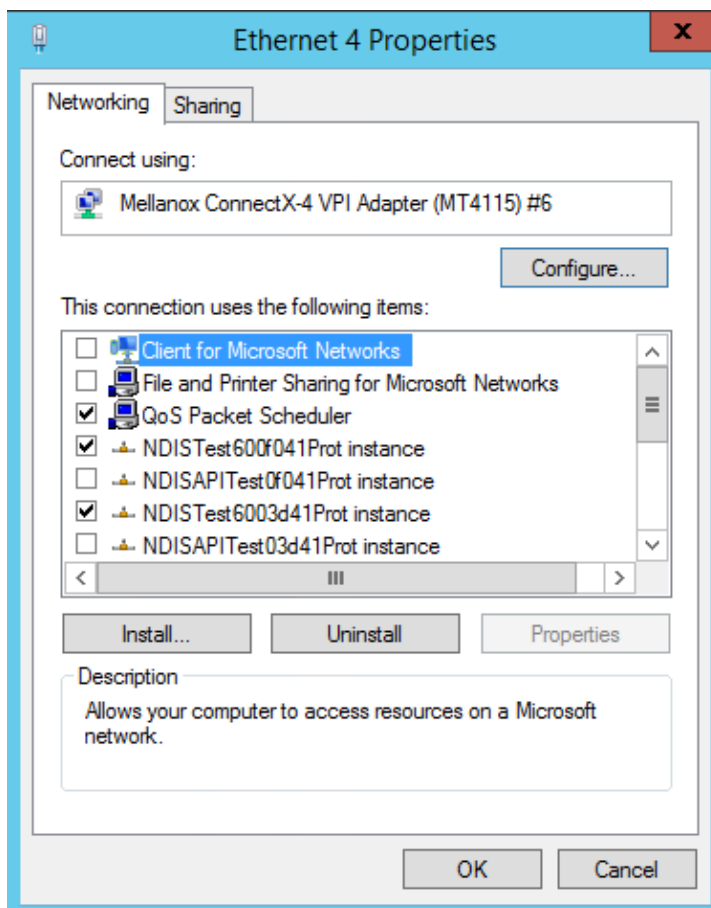 Ethernet 4 Properties
x
Networking
Sharing
Connect using:
Mellanox ConnectX-4 VPI Adapter (MT4115) #6
Configure...
This connection uses the following items:
Client for Microsoft Networks
File and Printer Sharing for Microsoft Networks
QoS Packet Scheduler
NDISTest600f041Prot instance
NDISAPITest0f041Prot instance
NDISTest6003d41Prot instance
NDISAPITest03d41Prot instance
Install...
Uninstall
Properties
Description
Allows your computer to access resources on a Microsoft
network.
OK
Cancel